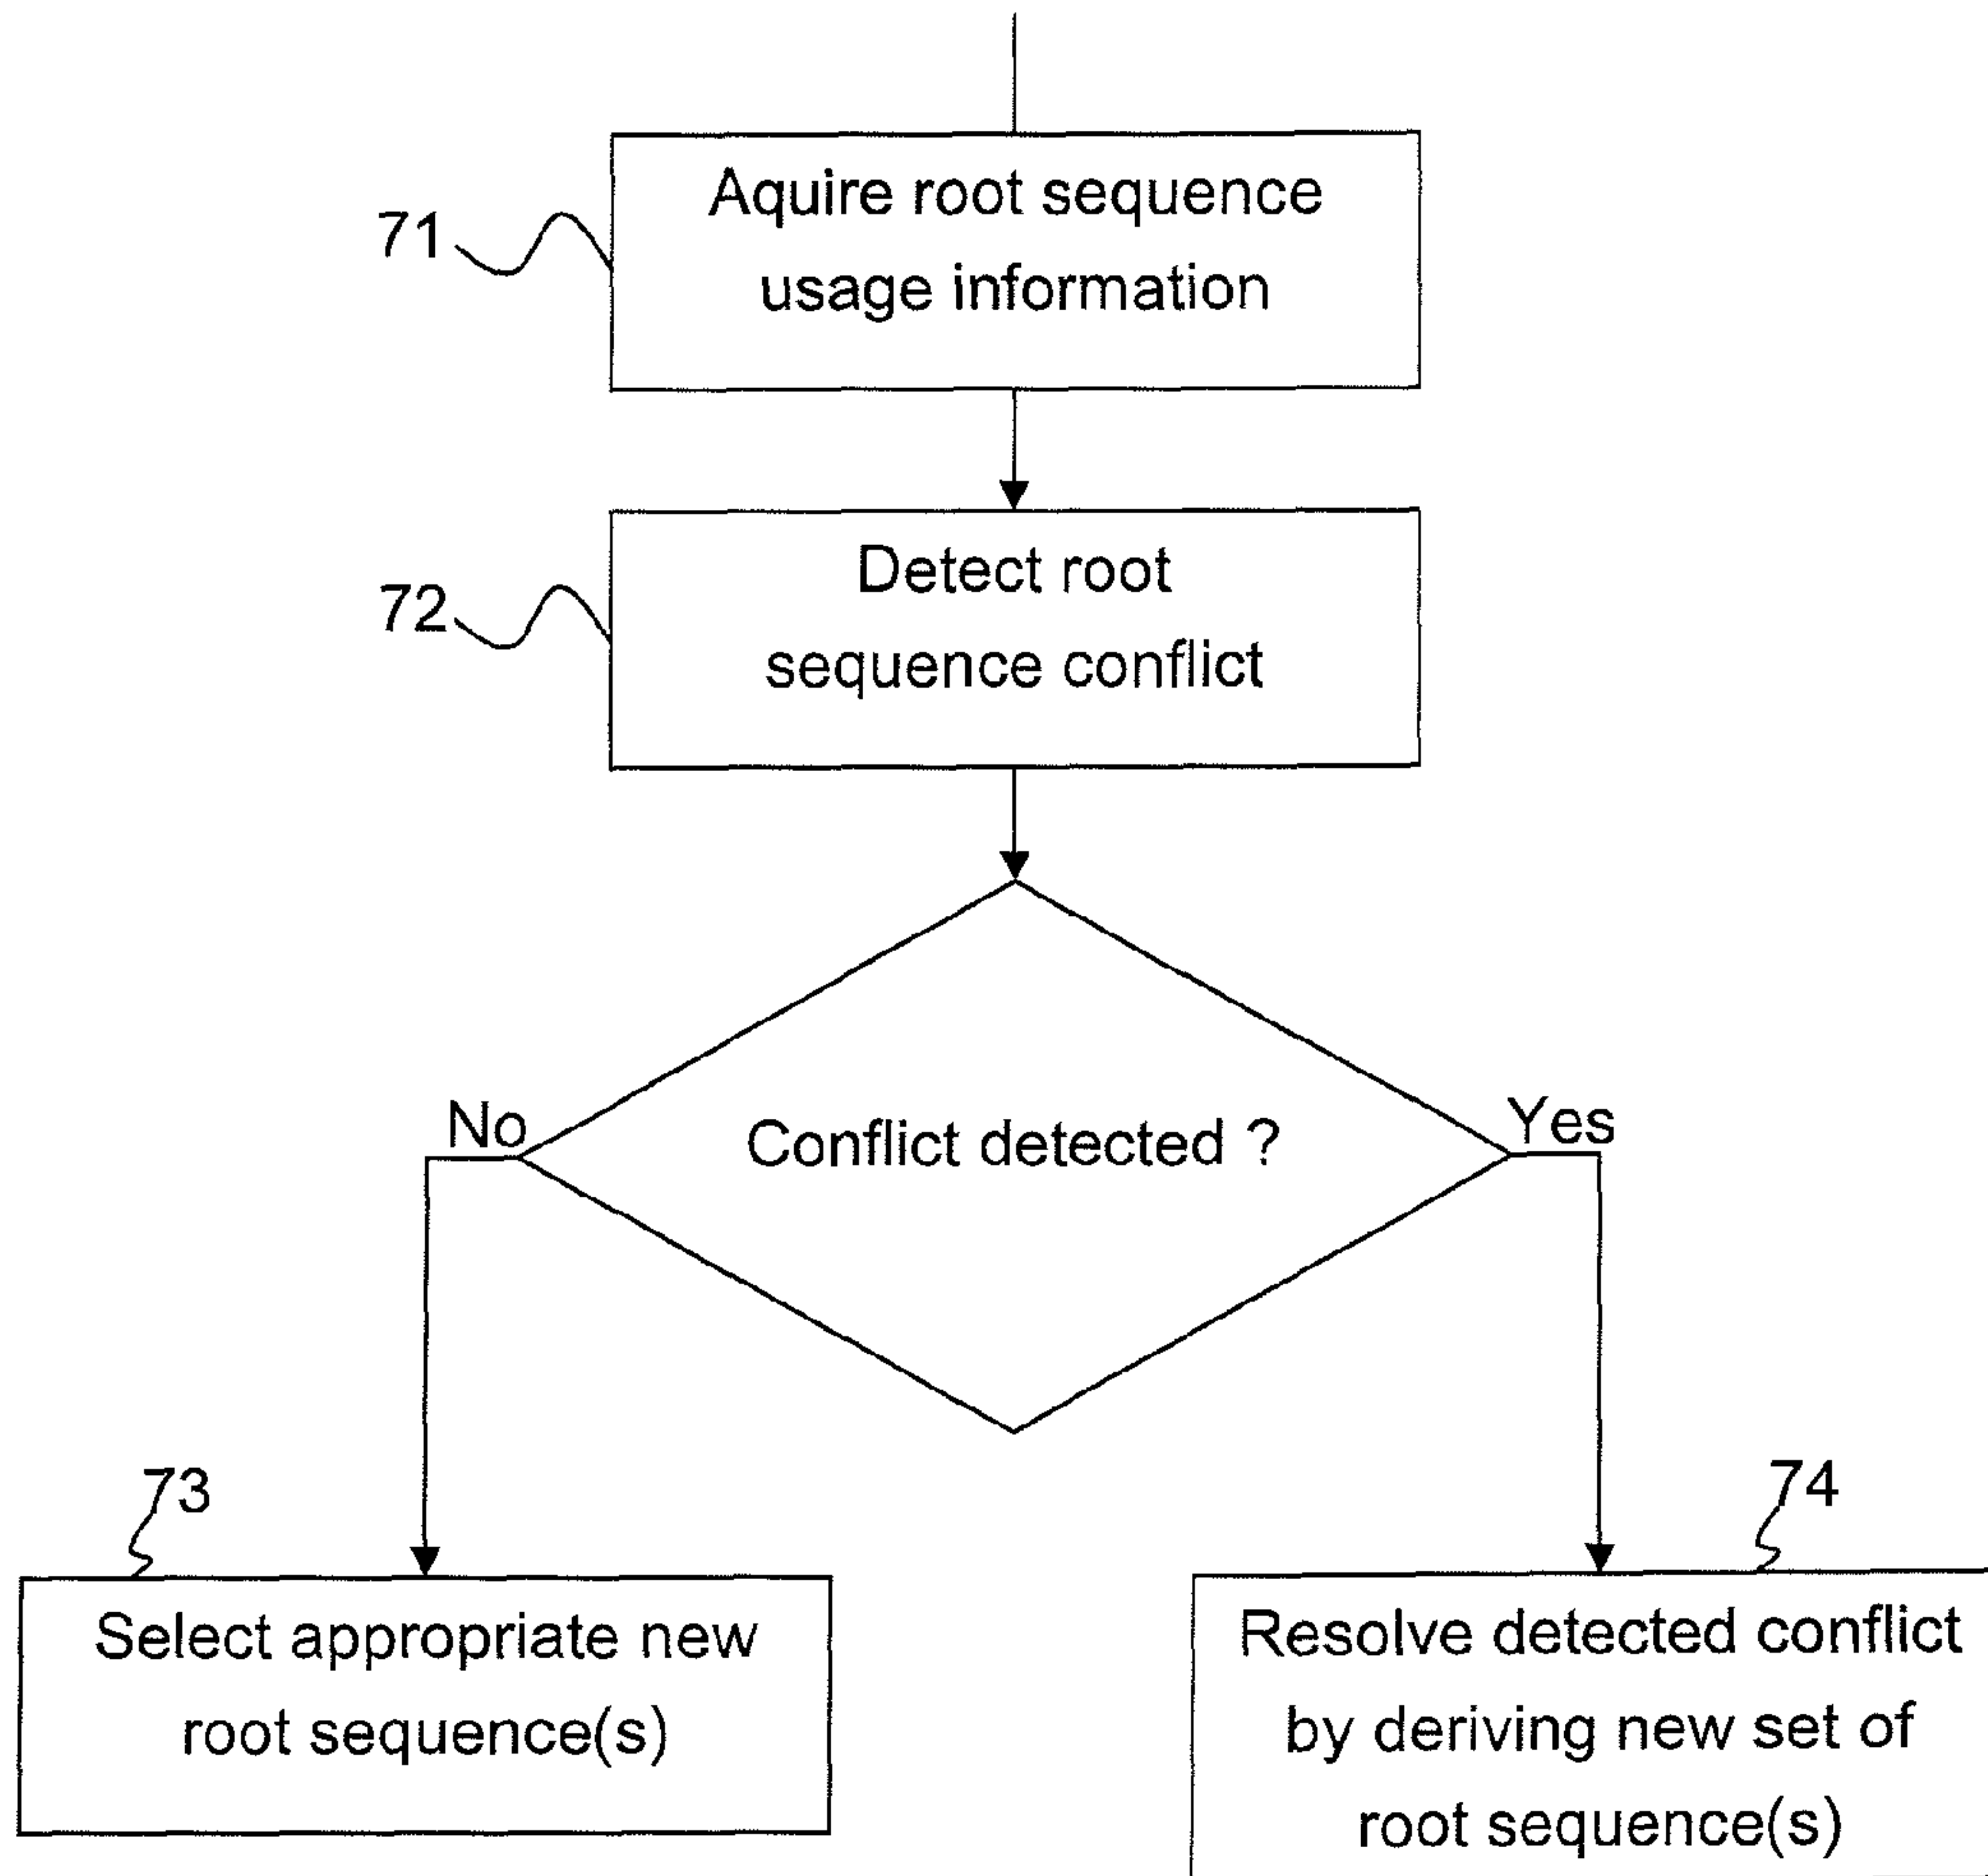 Aquire root sequence
usage information
71
Detect root
sequence conflict
72
Conflict detected ?
No
Yes
73
74
Select appropriate new
root sequence(s)
Resolve detected conflict
by deriving new set of
root sequence(s)